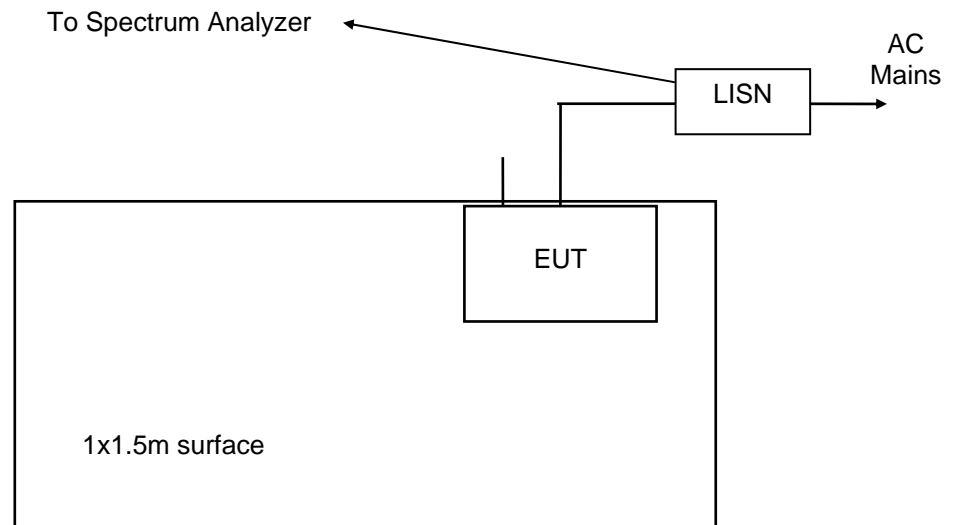 To Spectrum Analyzer
AC
Mains
LISN
EUT
1x1.5m surface